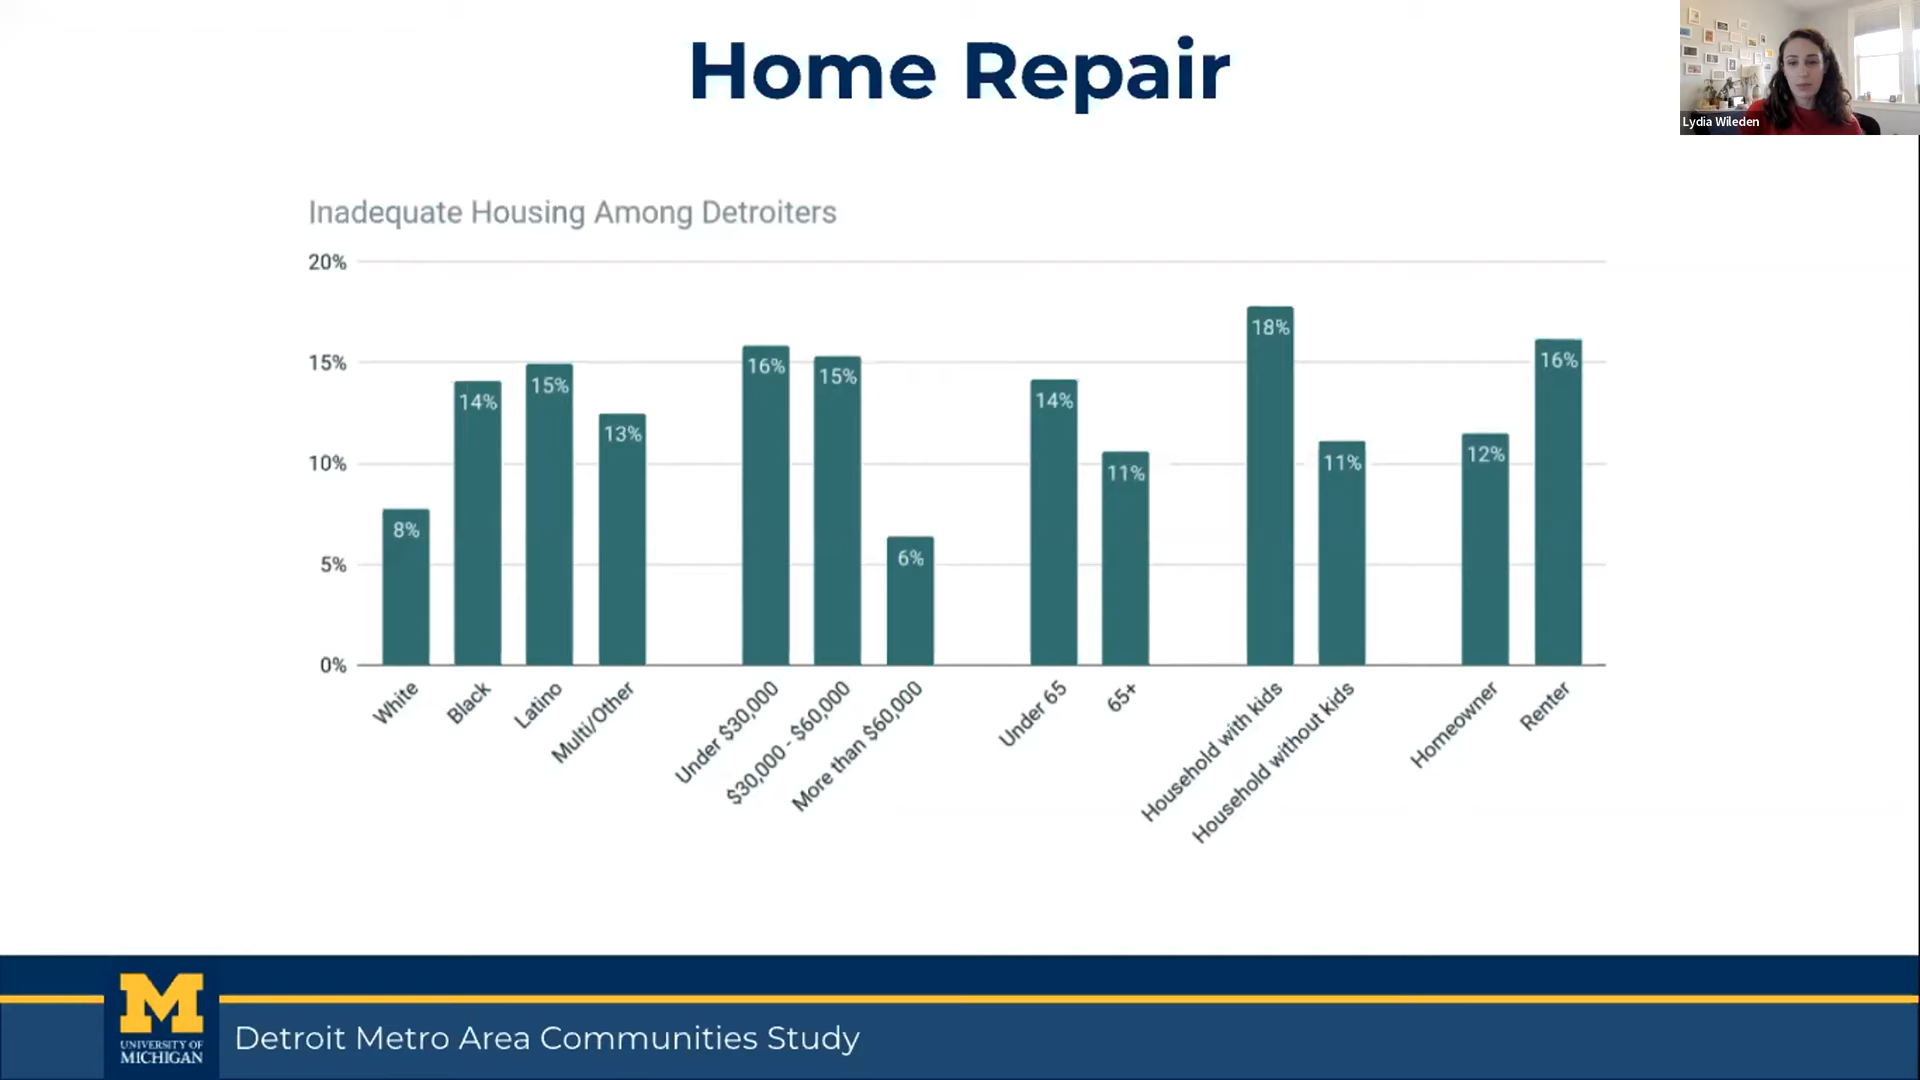 Home Repair
Lydia Wileden
Inadequate Housing Among Detroiters
20%
15%
10%
5%
0%
8%
14%
15%
13%
16%
15%
6%
14%
11%
18%
11%
12%
16%
White
Black
Latino
Multi/Other
Under $30,000
$30,000 - $60,000
More than $60,000
Under 65
65+
Household with kids
Household without kids
Homeowner
Renter
M
UNIVERSITY OF
MICHIGAN
Detroit Metro Area Communities Study